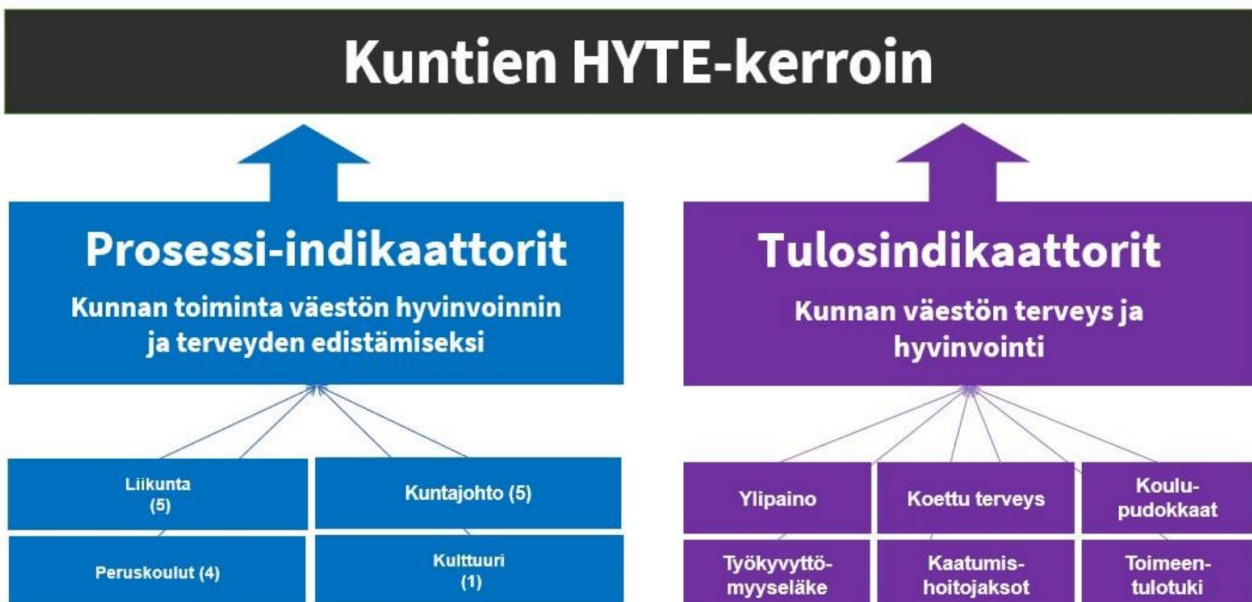 Kuntien HYTE-kerroin
Prosessi-indikaattorit
Kunnan toiminta väestön hyvinvoinnin
ja terveyden edistämiseksi
Liikunta
(5)
Kuntajohto (5)
Peruskoulut (4)
Kulttuuri
(1)
Tulosindikaattorit
Kunnan väestön terveys ja
hyvinvointi
Ylipaino
Koettu terveys
Koulu-
pudokkaat
Työkyvyttö-
myyseläke
Kaatumis-
hoitojaksot
Toimeen-
tulotuki